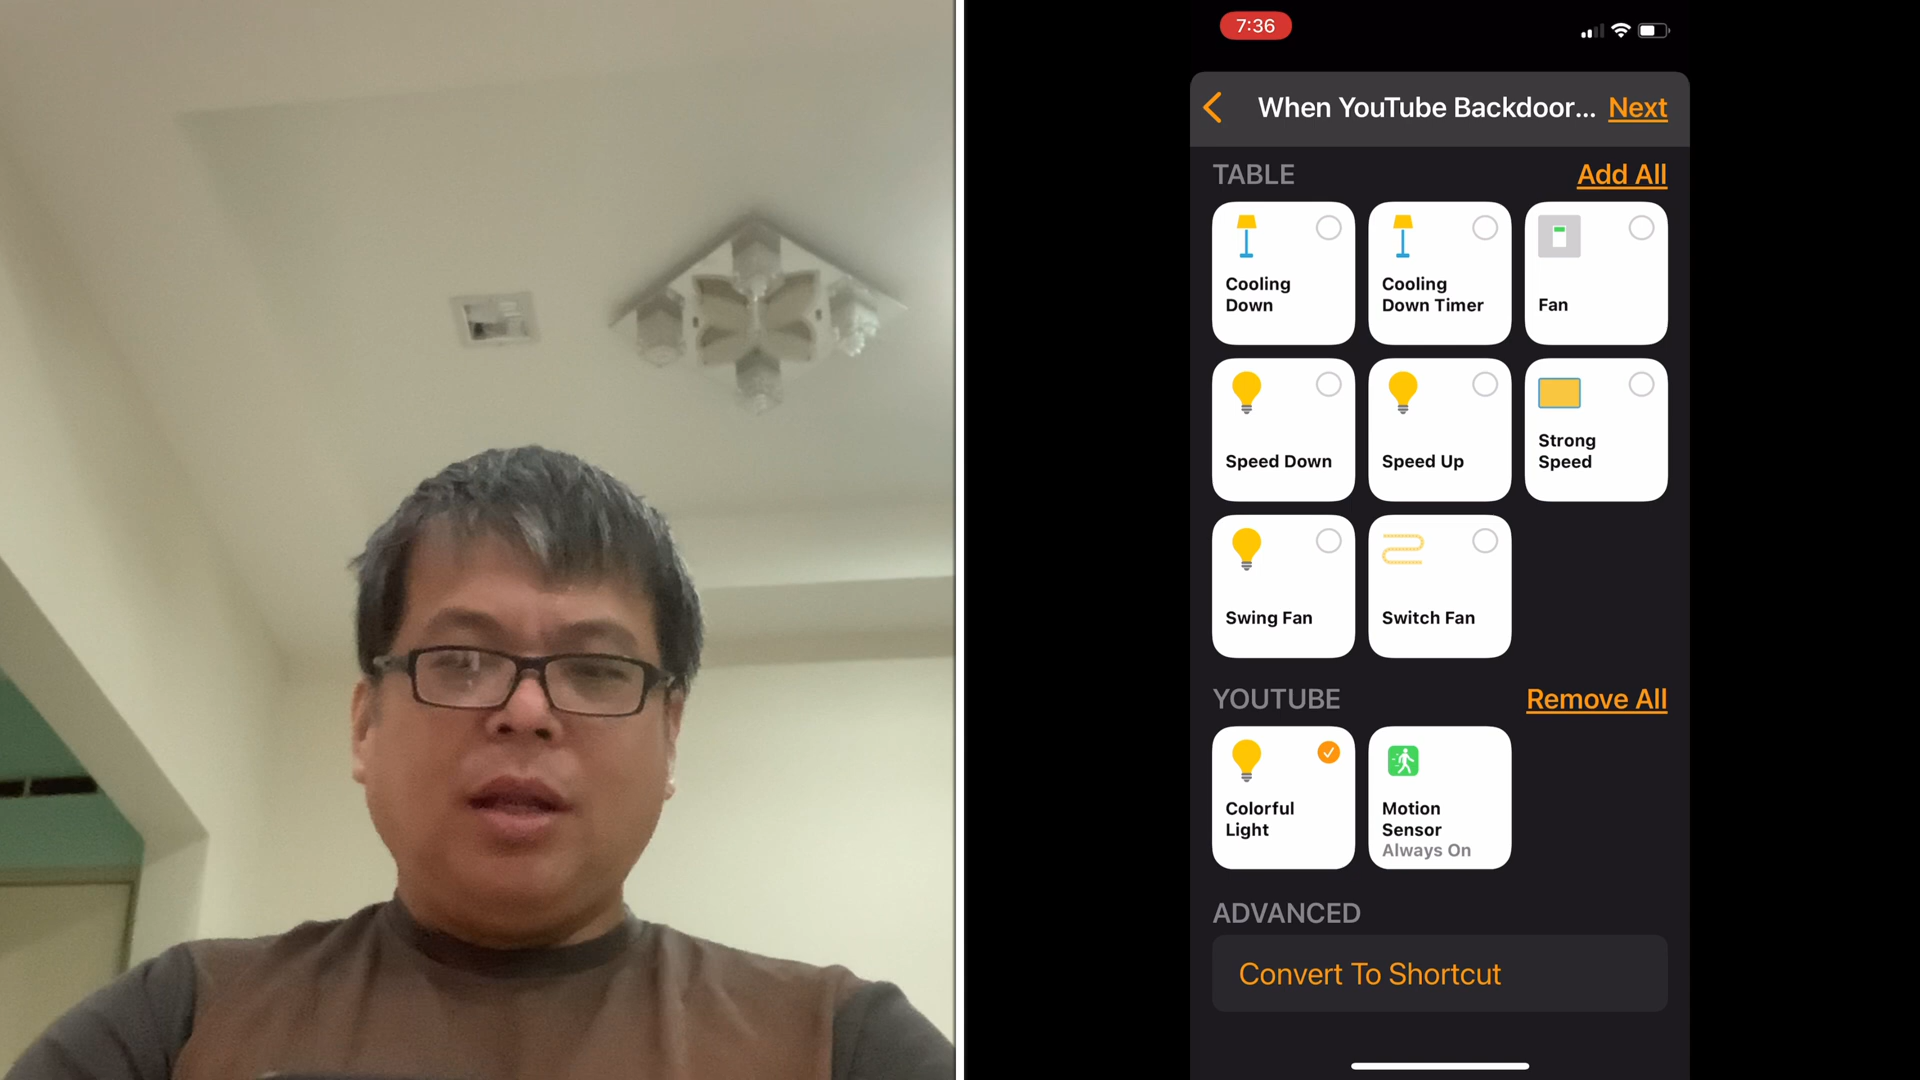 7:36
When YouTube Backdoor... Next
TABLE Add All
Cooling
Down
Cooling
Down Timer
Fan
Speed Down
Speed Up
Strong
Speed
Swing Fan
Switch Fan
YOUTUBE Remove All
Colorful
Light
Motion
Sensor
Always On
ADVANCED
Convert To Shortcut